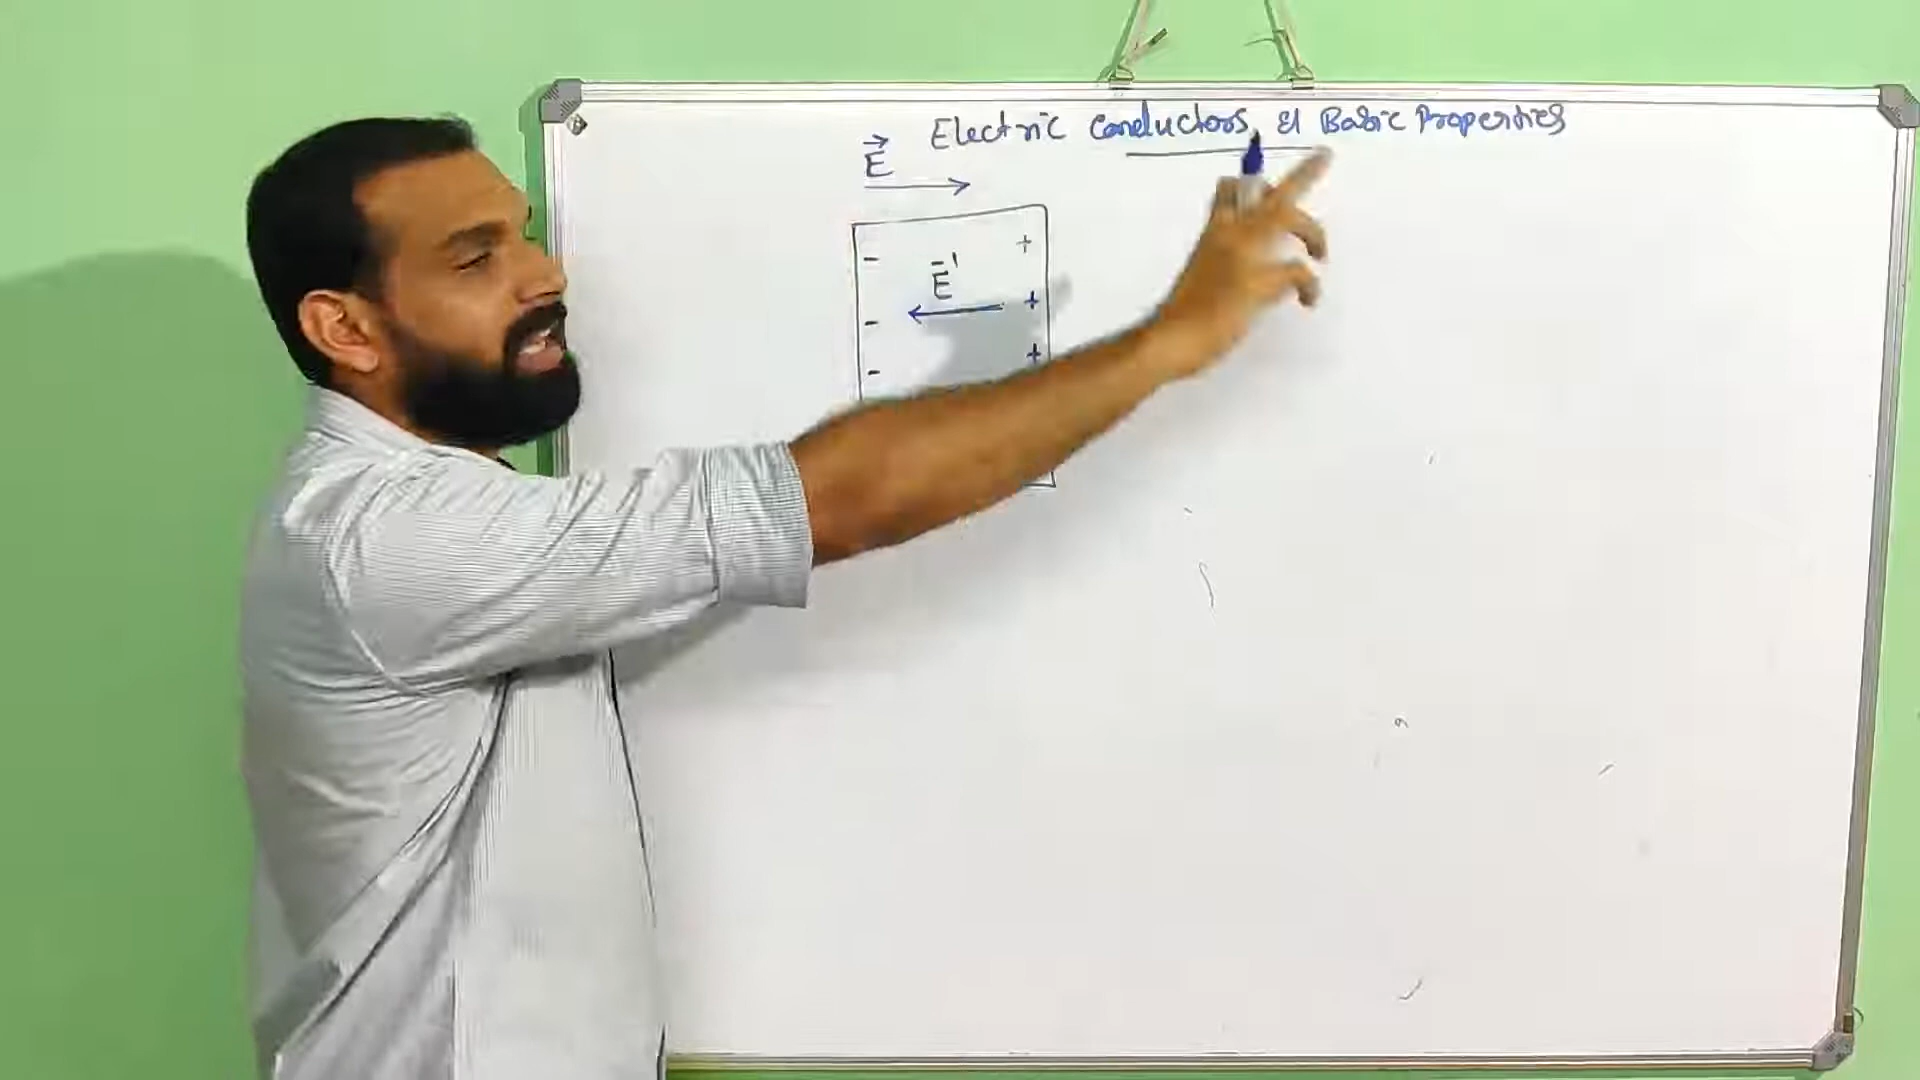 Electric Conductors & Basic Properties
E
- +
E'
- +
- +